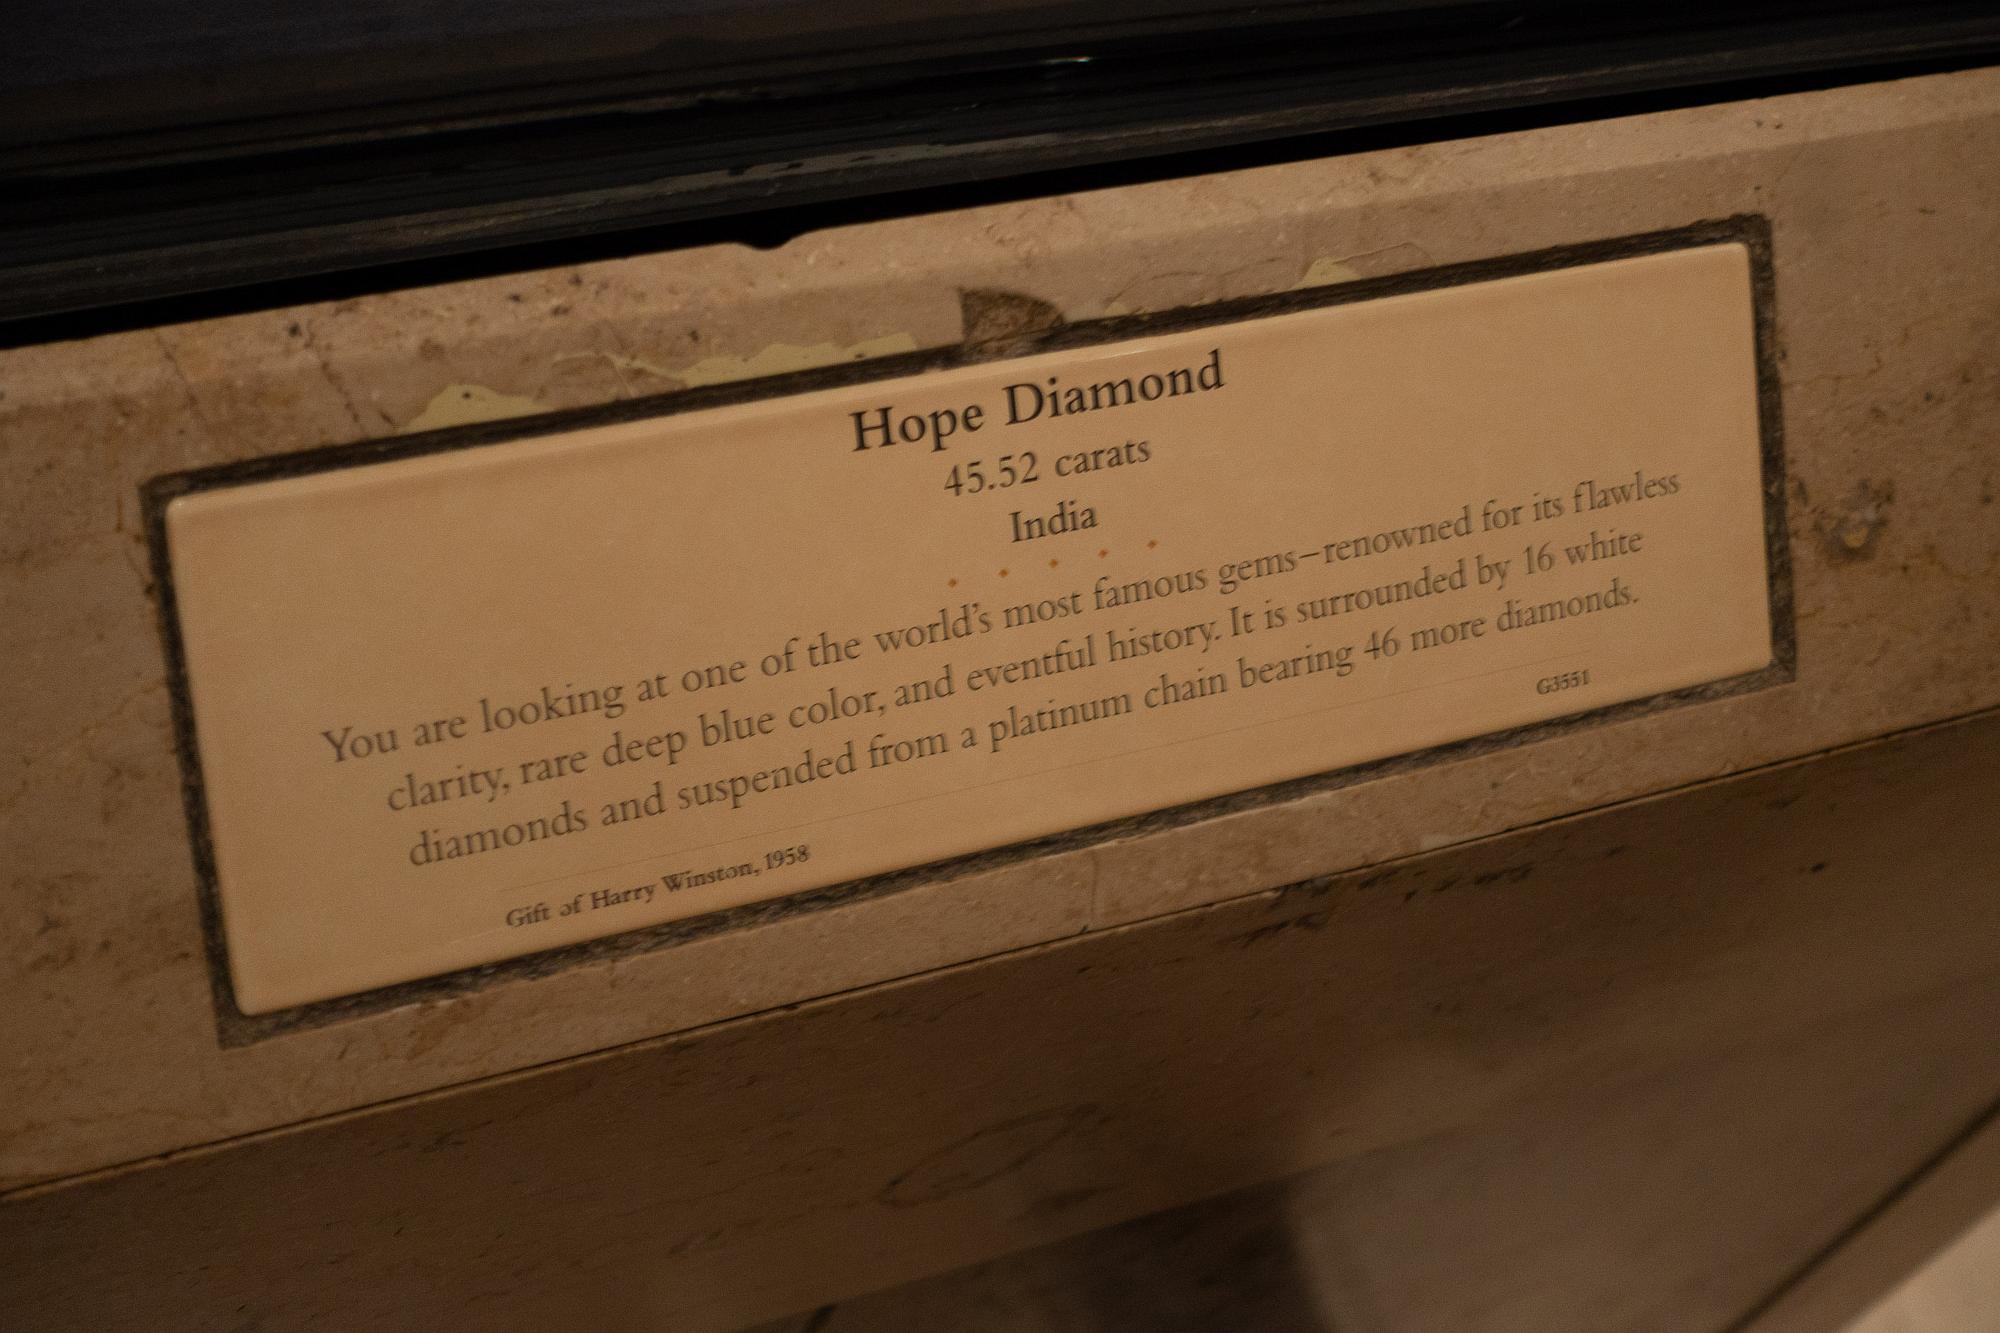 Hope Diamond
45.52 carats
India
You are looking at one of the world's most famous gems–renowned for its flawless
clarity, rare deep blue color, and eventful history. It is surrounded by 16 white
diamonds and suspended from a platinum chain bearing 46 more diamonds.
Gift of Harry Winston, 1958
G3551